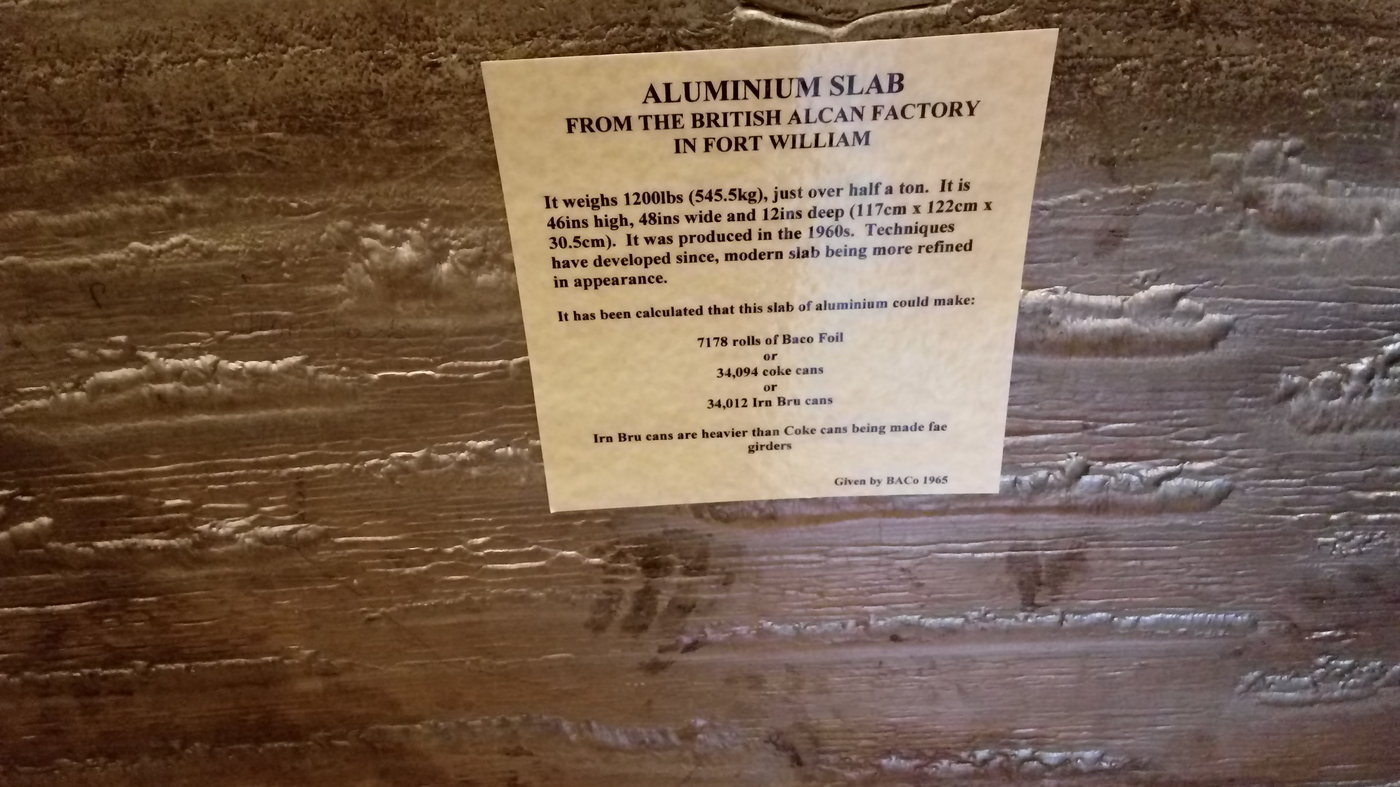 ALUMINIUM SLAB
FROM THE BRITISH ALCAN FACTORY
IN FORT WILLIAM
It weighs 1200lbs (545.5kg), just over half a ton. It is
46ins high, 48ins wide and 12ins deep (117cm x 122cm x
30.5cm). It was produced in the 1960s. Techniques
have developed since, modern slab being more refined
in appearance.
It has been calculated that this slab of aluminium could make:
7178 rolls of Baco Foil
or
34,094 coke cans
or
34,012 Irn Bru cans
Irn Bru cans are heavier than Coke cans being made fae
girders
Given by BACo 1965